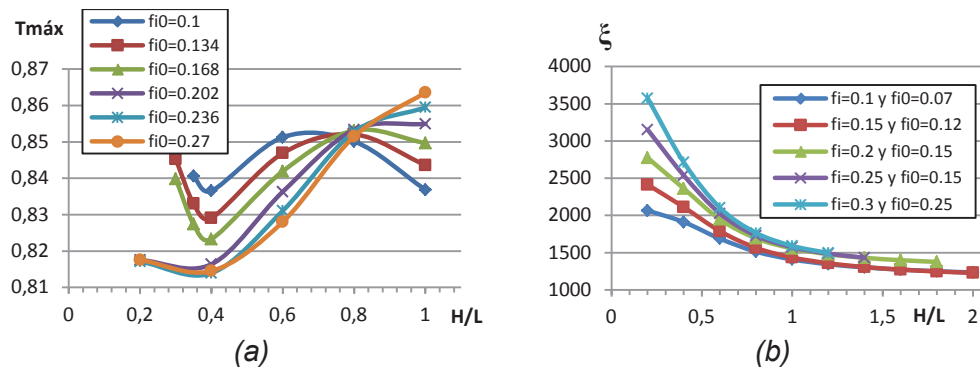 Tmáx
fi0=0.1
fi0=0.134
fi0=0.168
fi0=0.202
fi0=0.236
fi0=0.27
0,87
0,86
0,85
0,84
0,83
0,82
0,81
0 0,2 0,4 0,6 0,8 1 H/L
(a)
ξ
4000
3500
3000
2500
2000
1500
1000
fi=0.1 y fi0=0.07
fi=0.15 y fi0=0.12
fi=0.2 y fi0=0.15
fi=0.25 y fi0=0.15
fi=0.3 y fi0=0.25
0 0,5 1 1,5 H/L 2
(b)